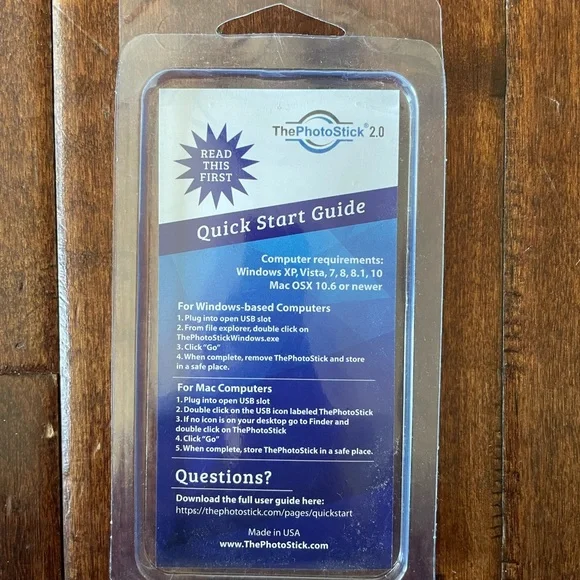 READ
THIS
FIRST
ThePhotoStick® 2.0
Quick Start Guide
Computer requirements:
Windows XP, Vista, 7, 8, 8.1, 10
Mac OSX 10.6 or newer
For Windows-based Computers
1. Plug into open USB slot
2. From file explorer, double click on
ThePhotoStickWindows.exe
3. Click "Go"
4. When complete, remove ThePhotoStick and store
in a safe place.
For Mac Computers
1. Plug into open USB slot
2. Double click on the USB icon labeled ThePhotoStick
3. If no icon is on your desktop go to Finder and
double click on ThePhotoStick
4. Click "Go"
5. When complete, store ThePhotoStick in a safe place.
Questions?
Download the full user guide here:
https://thephotostick.com/pages/quickstart
Made in USA
www.ThePhotoStick.com